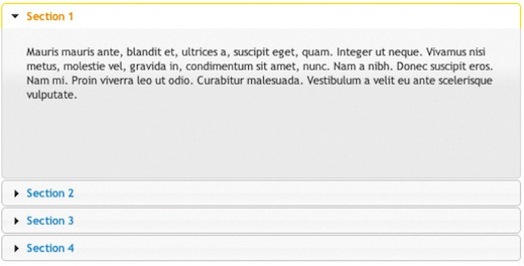 Section 1
Mauris mauris ante, blandit et, ultrices a, suscipit eget, quam. Integer ut neque. Vivamus nisi
metus, molestie vel, gravida in, condimentum sit amet, nunc. Nam a nibh. Donec suscipit eros.
Nam mi. Proin viverra leo ut odio. Curabitur malesuada. Vestibulum a velit eu ante scelerisque
vulputate.
Section 2
Section 3
Section 4